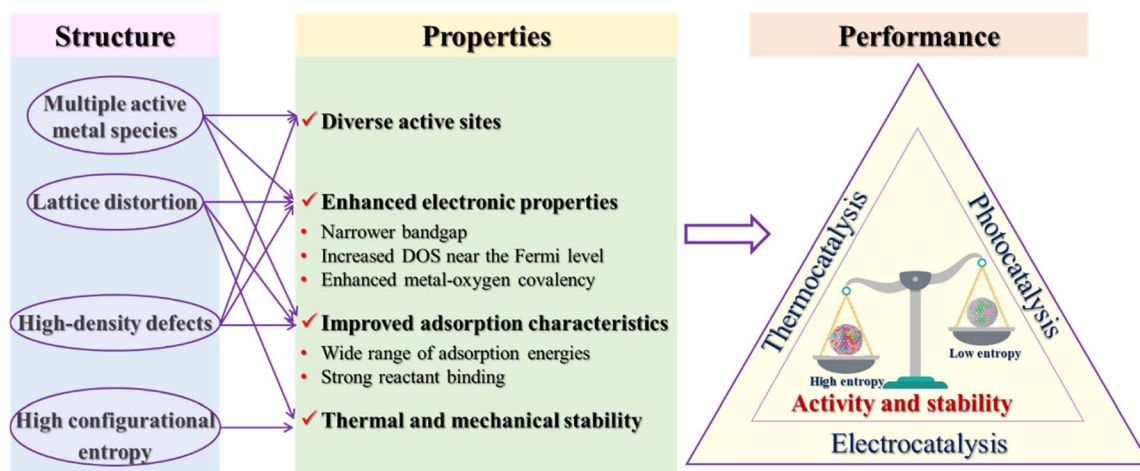 Structure
Multiple active
metal species
Lattice distortion
High-density defects
High configurational
entropy
Properties
✓ Diverse active sites
✓ Enhanced electronic properties
• Narrower bandgap
• Increased DOS near the Fermi level
• Enhanced metal-oxygen covalency
✓ Improved adsorption characteristics
• Wide range of adsorption energies
• Strong reactant binding
✓ Thermal and mechanical stability
Performance
Thermocatalysis
Photocatalysis
High entropy
Low entropy
Activity and stability
Electrocatalysis